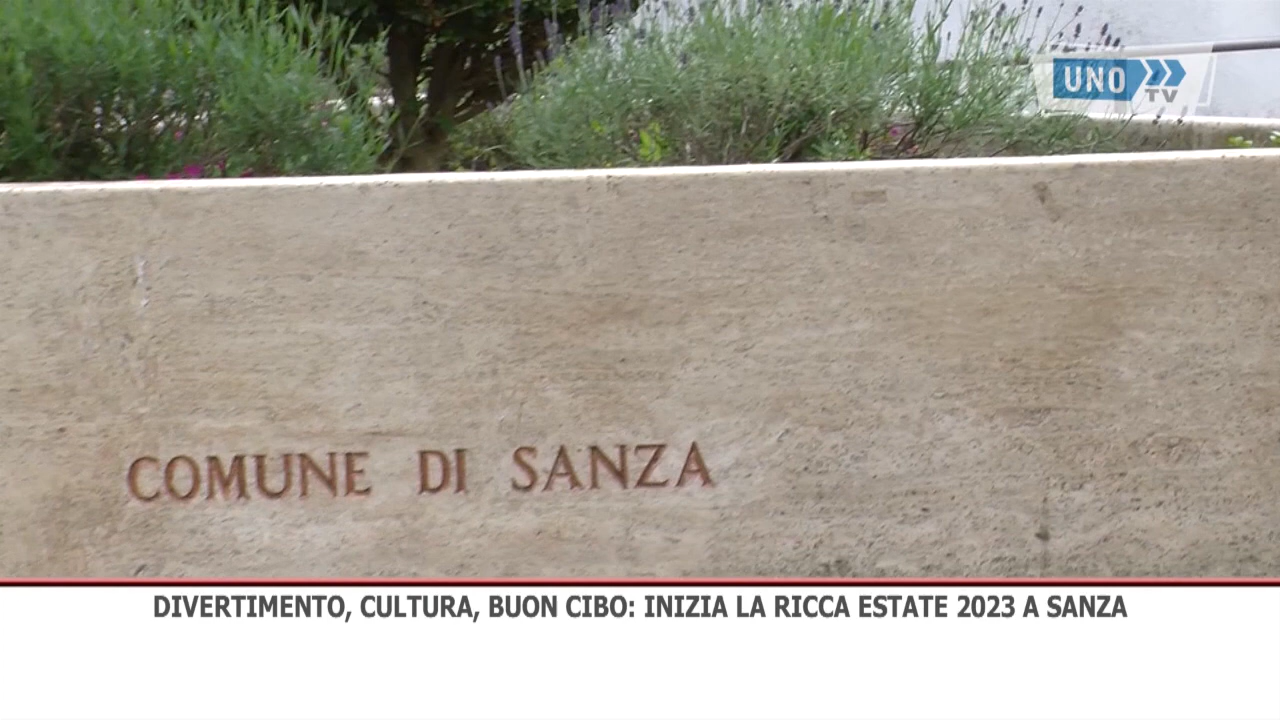 UNO
TV
COMUNE DI SANZA
DIVERTIMENTO, CULTURA, BUON CIBO: INIZIA LA RICCA ESTATE 2023 A SANZA